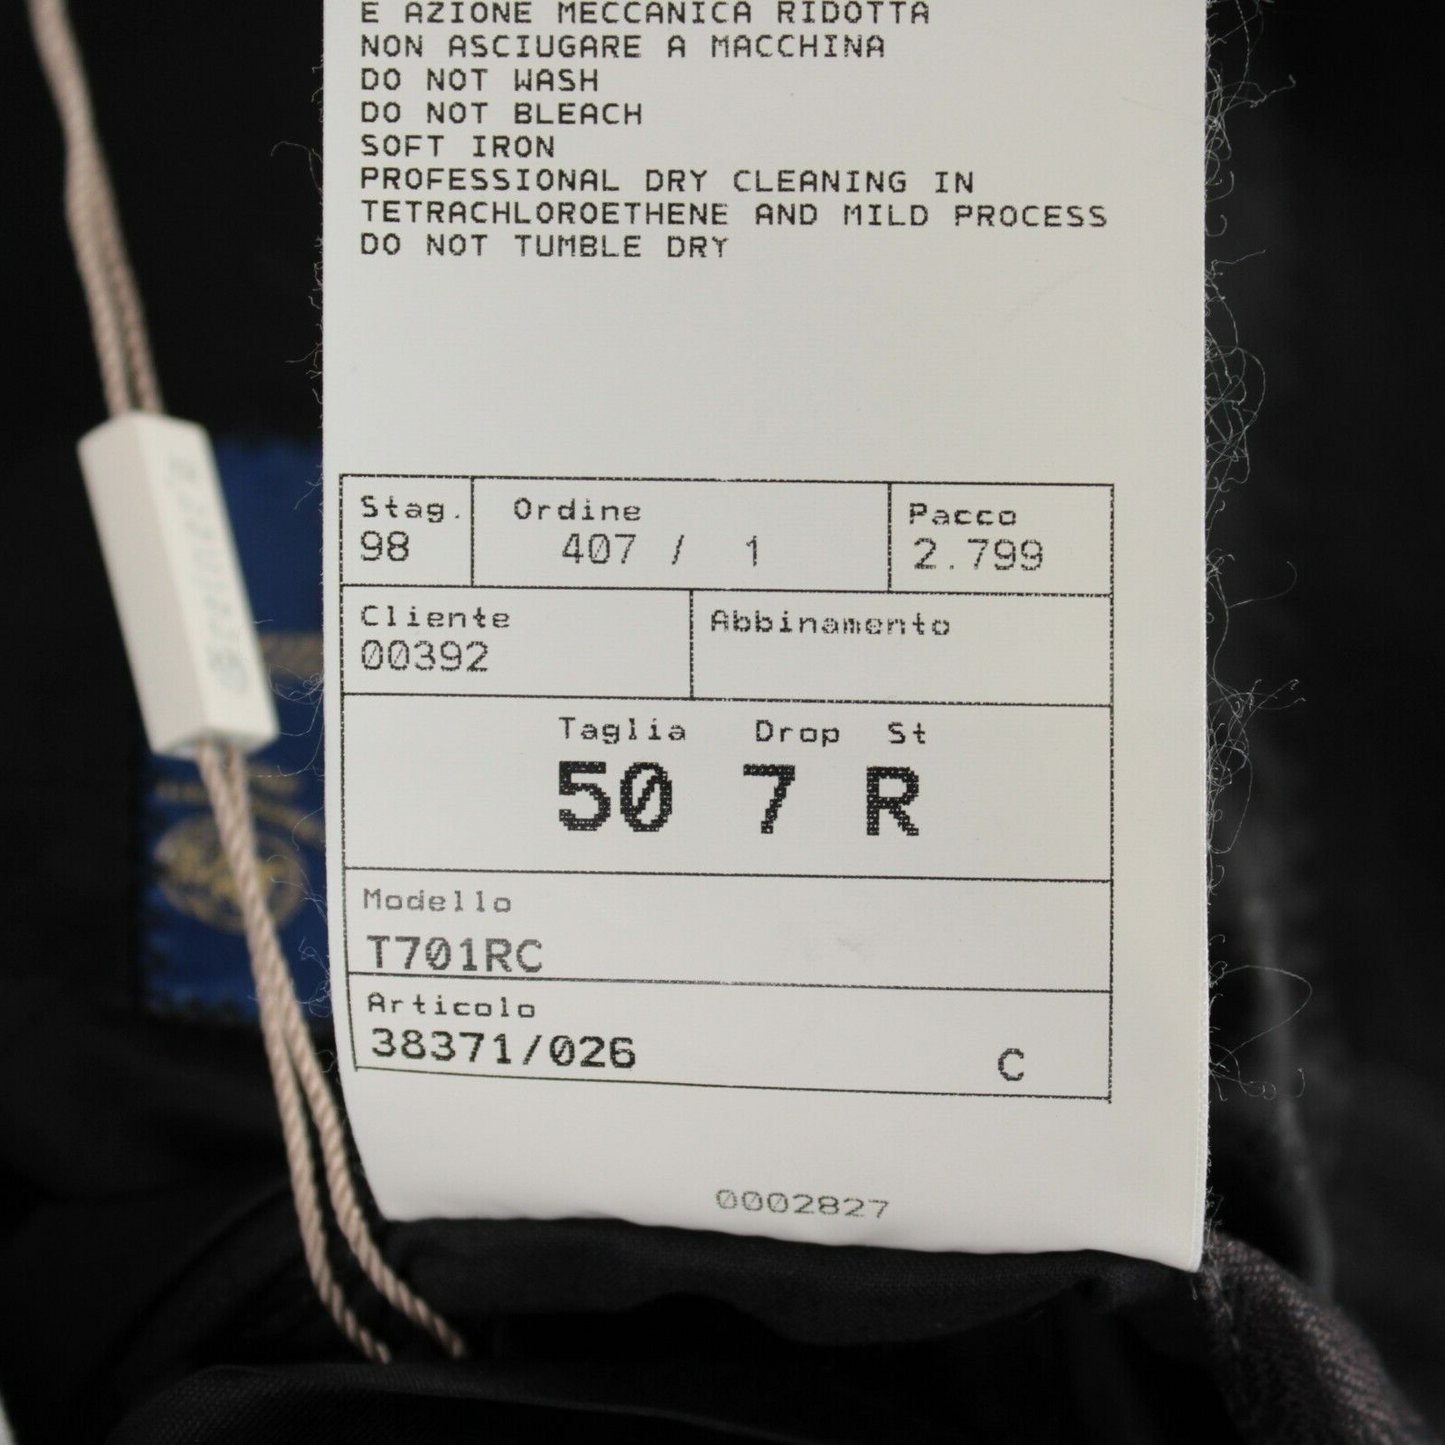 E AZIONE MECCANICA RIDOTTA
NON ASCIUGARE A MACCHINA
DO NOT WASH
DO NOT BLEACH
SOFT IRON
PROFESSIONAL DRY CLEANING IN
TETRACHLOROETHENE AND MILD PROCESS
DO NOT TUMBLE DRY
Stag. Ordine Pacco
98 407 / 1 2.799
Cliente Abbinamento
00392
Taglia Drop St
50 7 R
Modello
T701RC
Articolo
38371/026 C
0002827